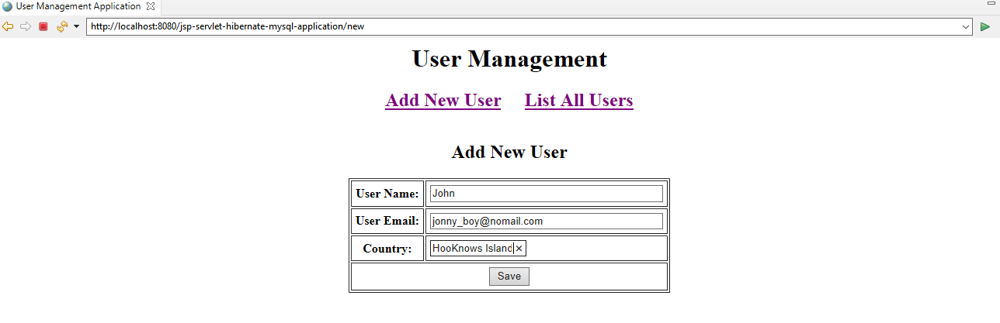 User Management Application
http://localhost:8080/jsp-servlet-hibernate-mysql-application/new
User Management
Add New User List All Users
Add New User
User Name: John
User Email: jonny_boy@nomail.com
Country: HooKnows Island
Save